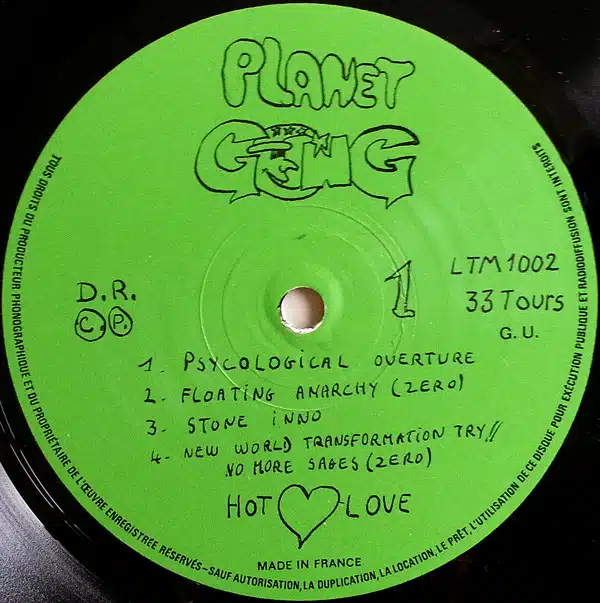 PLANET
GONG
LTM 1002
33 Tours
G. U.
1
D.R.
C. P.
1. PSYCOLOGICAL OVERTURE
2. FLOATING ANARCHY (ZERO)
3. STONE iNNO
4- NEW WORLD TRANSFORMATION TRY!!
NO MORE SAGES (ZERO)
HOT LOVE
MADE IN FRANCE
TOUS DROITS DU PRODUCTEUR PHONOGRAPHIQUE ET DU PROPRIÉTAIRE DE L'ŒUVRE ENREGISTRÉE RÉSERVÉS–SAUF AUTORISATION, LA DUPLICATION, LA LOCATION, LE PRÊT, L'UTILISATION DE CE DISQUE POUR EXÉCUTION PUBLIQUE ET RADIODIFFUSION SONT INTERDITS